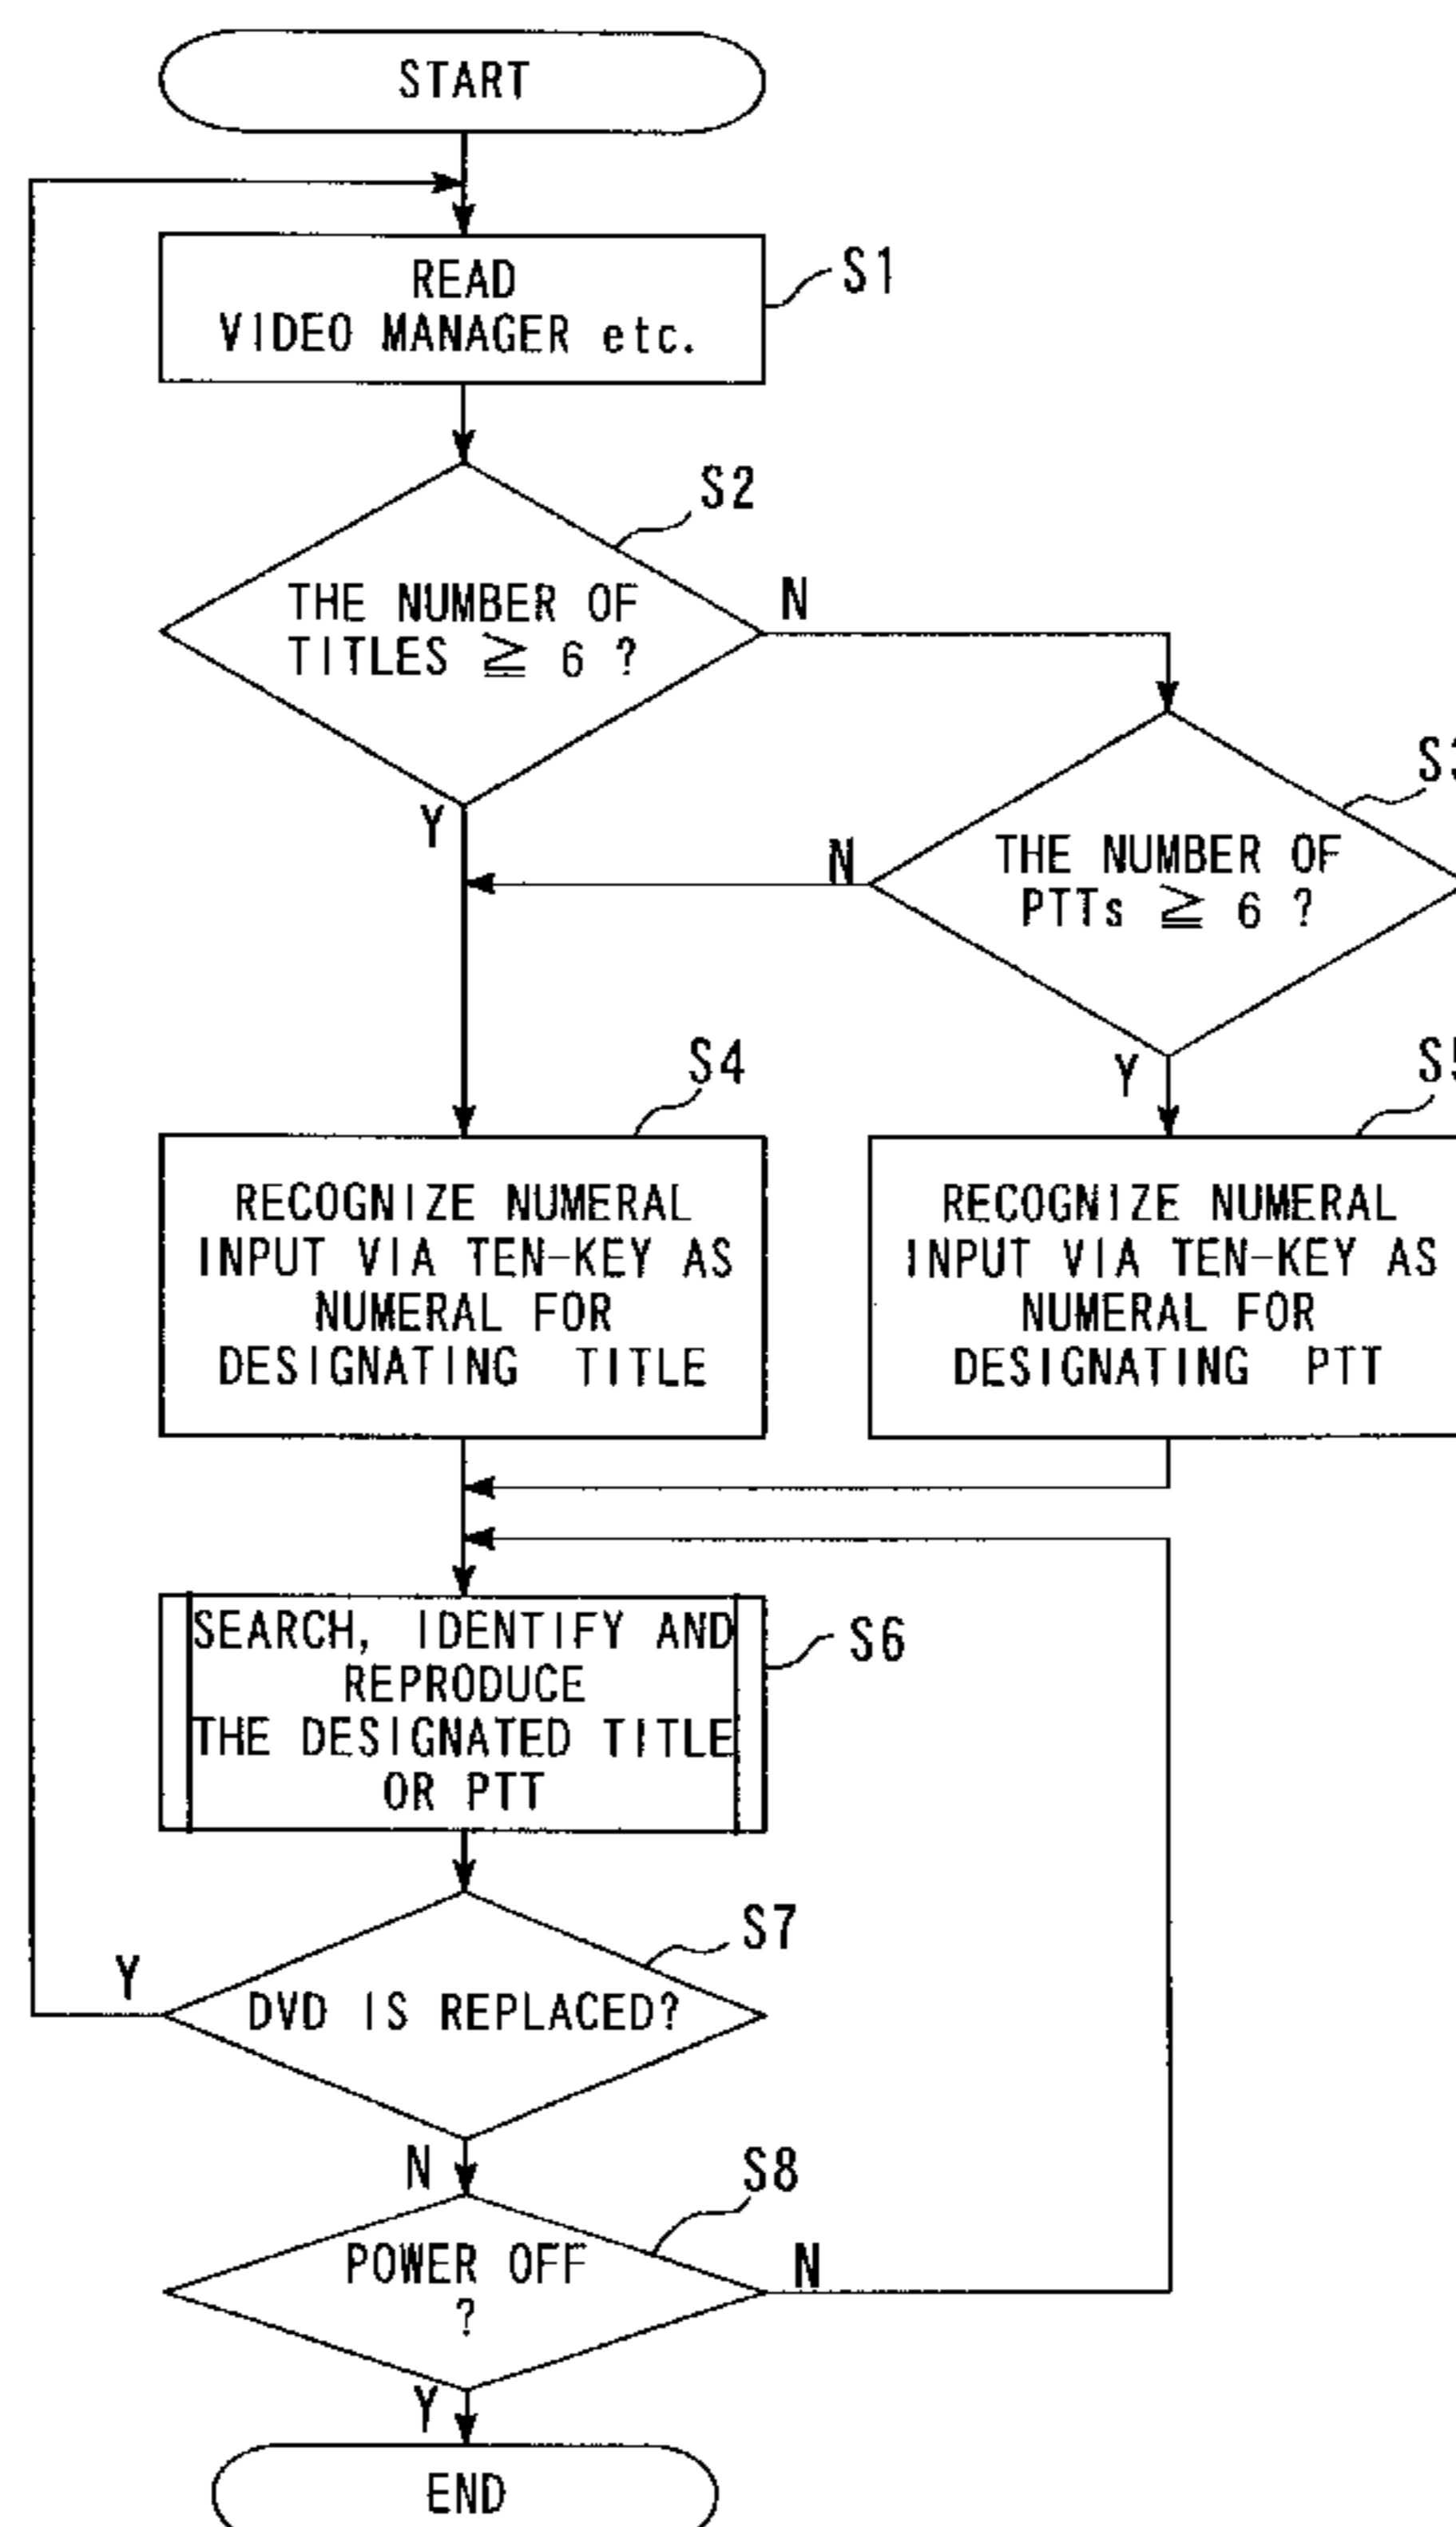 START
READ
VIDEO MANAGER etc.
S1
S2
THE NUMBER OF
TITLES ≧ 6 ?
N
Y
THE NUMBER OF
PTTs ≧ 6 ?
N
Y
S4
RECOGNIZE NUMERAL
INPUT VIA TEN-KEY AS
NUMERAL FOR
DESIGNATING TITLE
RECOGNIZE NUMERAL
INPUT VIA TEN-KEY AS
NUMERAL FOR
DESIGNATING PTT
SEARCH, IDENTIFY AND
REPRODUCE
THE DESIGNATED TITLE
OR PTT
S6
S7
DVD IS REPLACED?
Y
N
S8
POWER OFF
?
N
Y
END